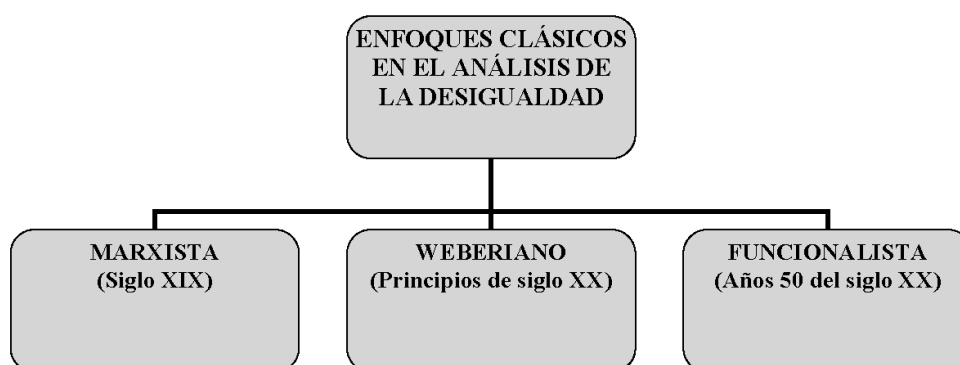 ENFOQUES CLÁSICOS
EN EL ANÁLISIS DE
LA DESIGUALDAD
MARXISTA
(Siglo XIX)
WEBERIANO
(Principios de siglo XX)
FUNCIONALISTA
(Años 50 del siglo XX)